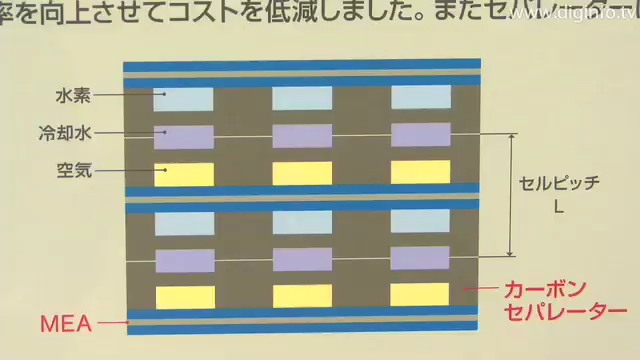 率を向上させてコストを低減しました。またセパレーター
www.diginfo.tv
水素
冷却水
空気
セルピッチ
L
カーボン
セパレーター
MEA